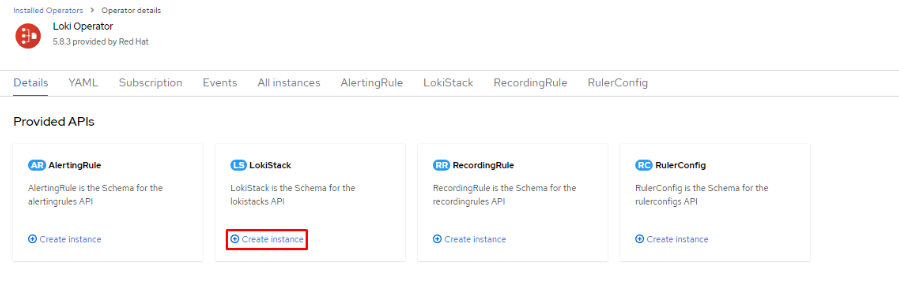 Installed Operators > Operator details
Loki Operator
5.8.3 provided by Red Hat
Details YAML Subscription Events All instances AlertingRule LokiStack RecordingRule RulerConfig
Provided APIs
AR AlertingRule
AlertingRule is the Schema for the
alertingrules API
Create instance
LS LokiStack
LokiStack is the Schema for the
lokistacks API
Create instance
RR RecordingRule
RecordingRule is the Schema for the
recordingrules API
Create instance
RC RulerConfig
RulerConfig is the Schema for the
rulerconfigs API
Create instance